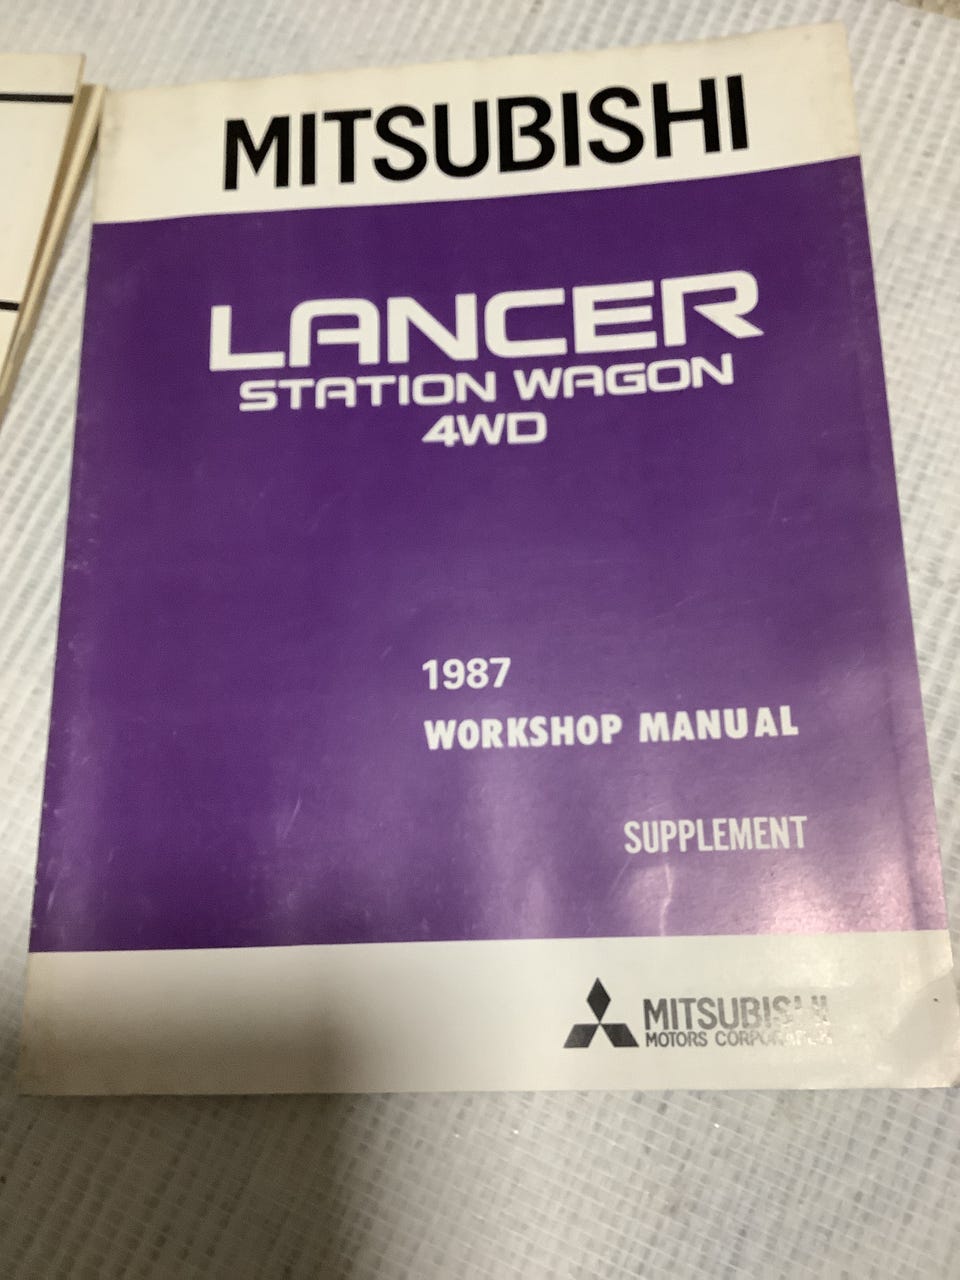 MITSUBISHI
LANCER
STATION WAGON
4WD
1987
WORKSHOP MANUAL
SUPPLEMENT
MITSUBISHI
MOTORS CORPORATION